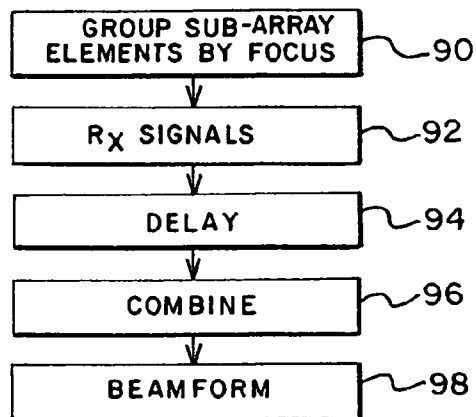 GROUP SUB-ARRAY
ELEMENTS BY FOCUS
90
RX SIGNALS
92
DELAY
94
COMBINE
96
BEAMFORM
98